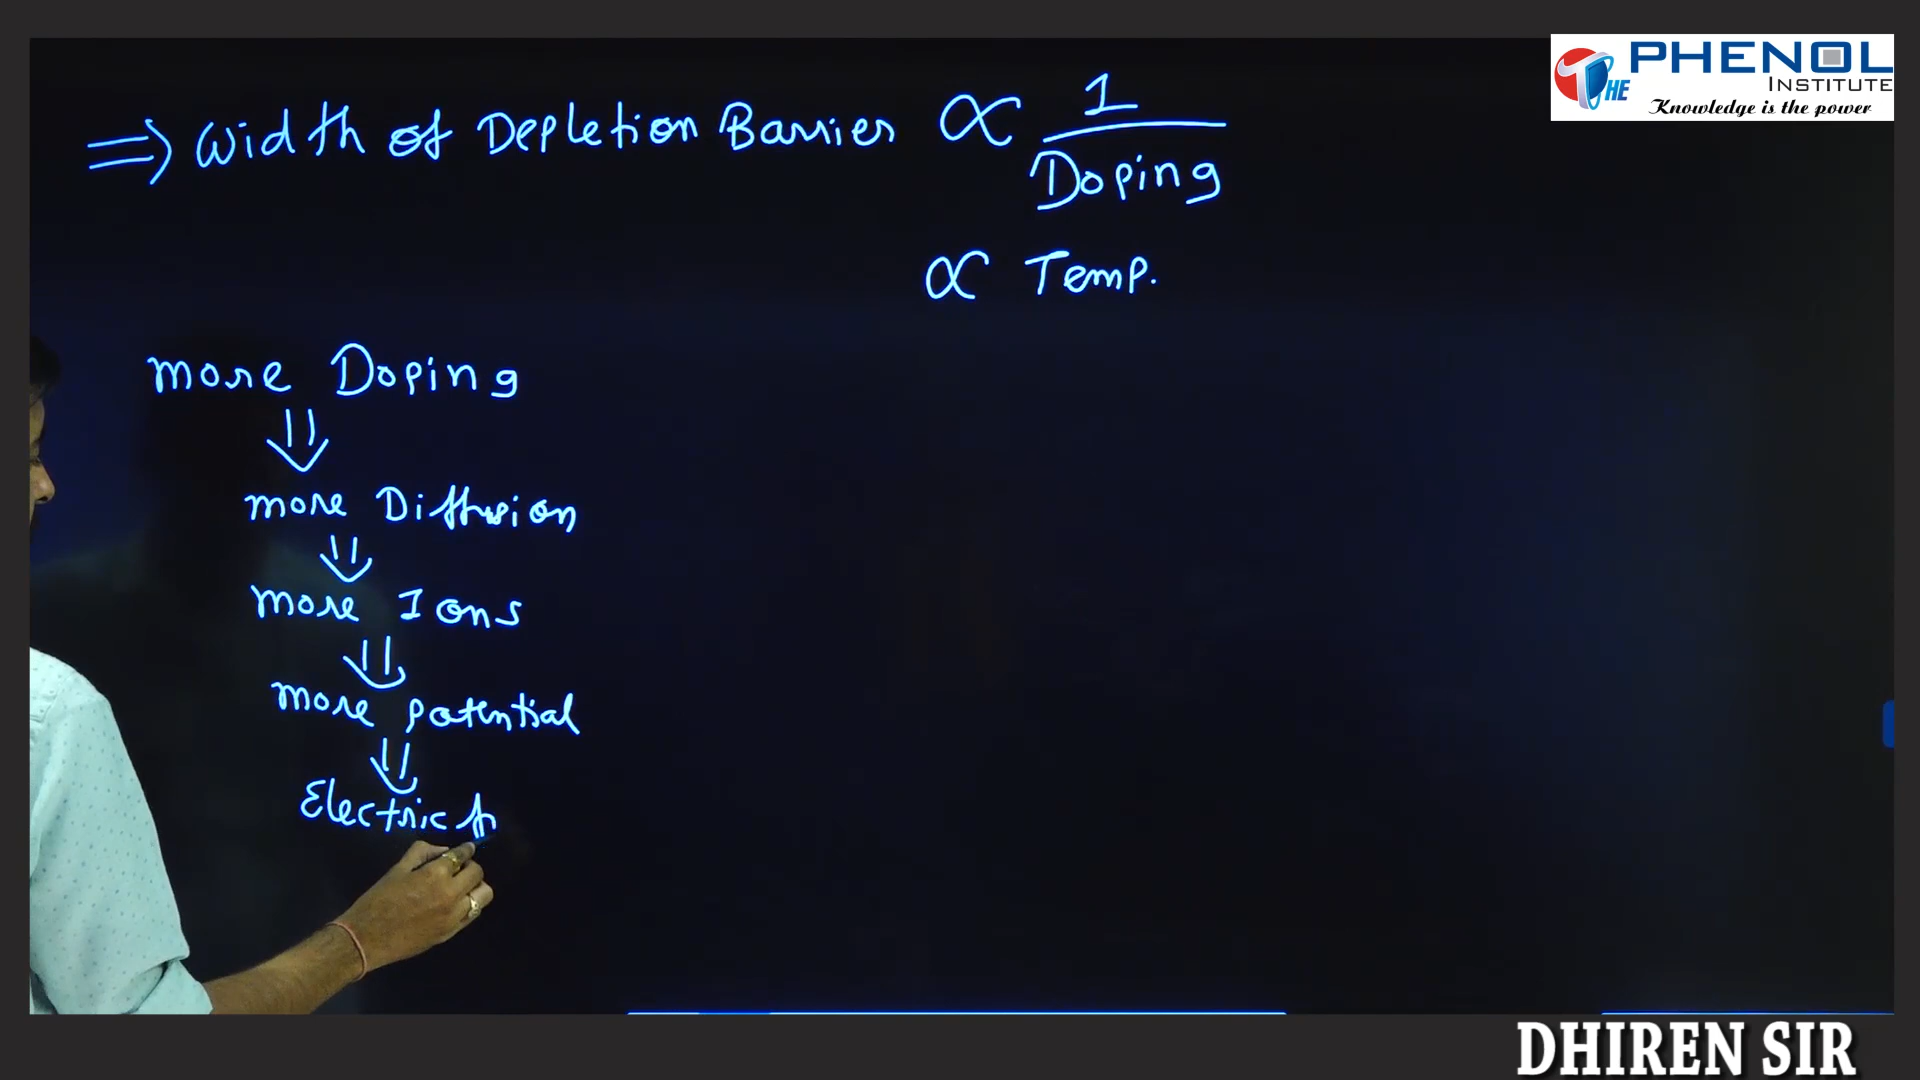 THE PHENOL
INSTITUTE
Knowledge is the power
⇒ Width of Depletion Barrier ∝ 1/Doping
∝ Temp.
more Doping
⇓
more Diffusion
⇓
more Ions
⇓
more potential
⇓
Electric
DHIREN SIR